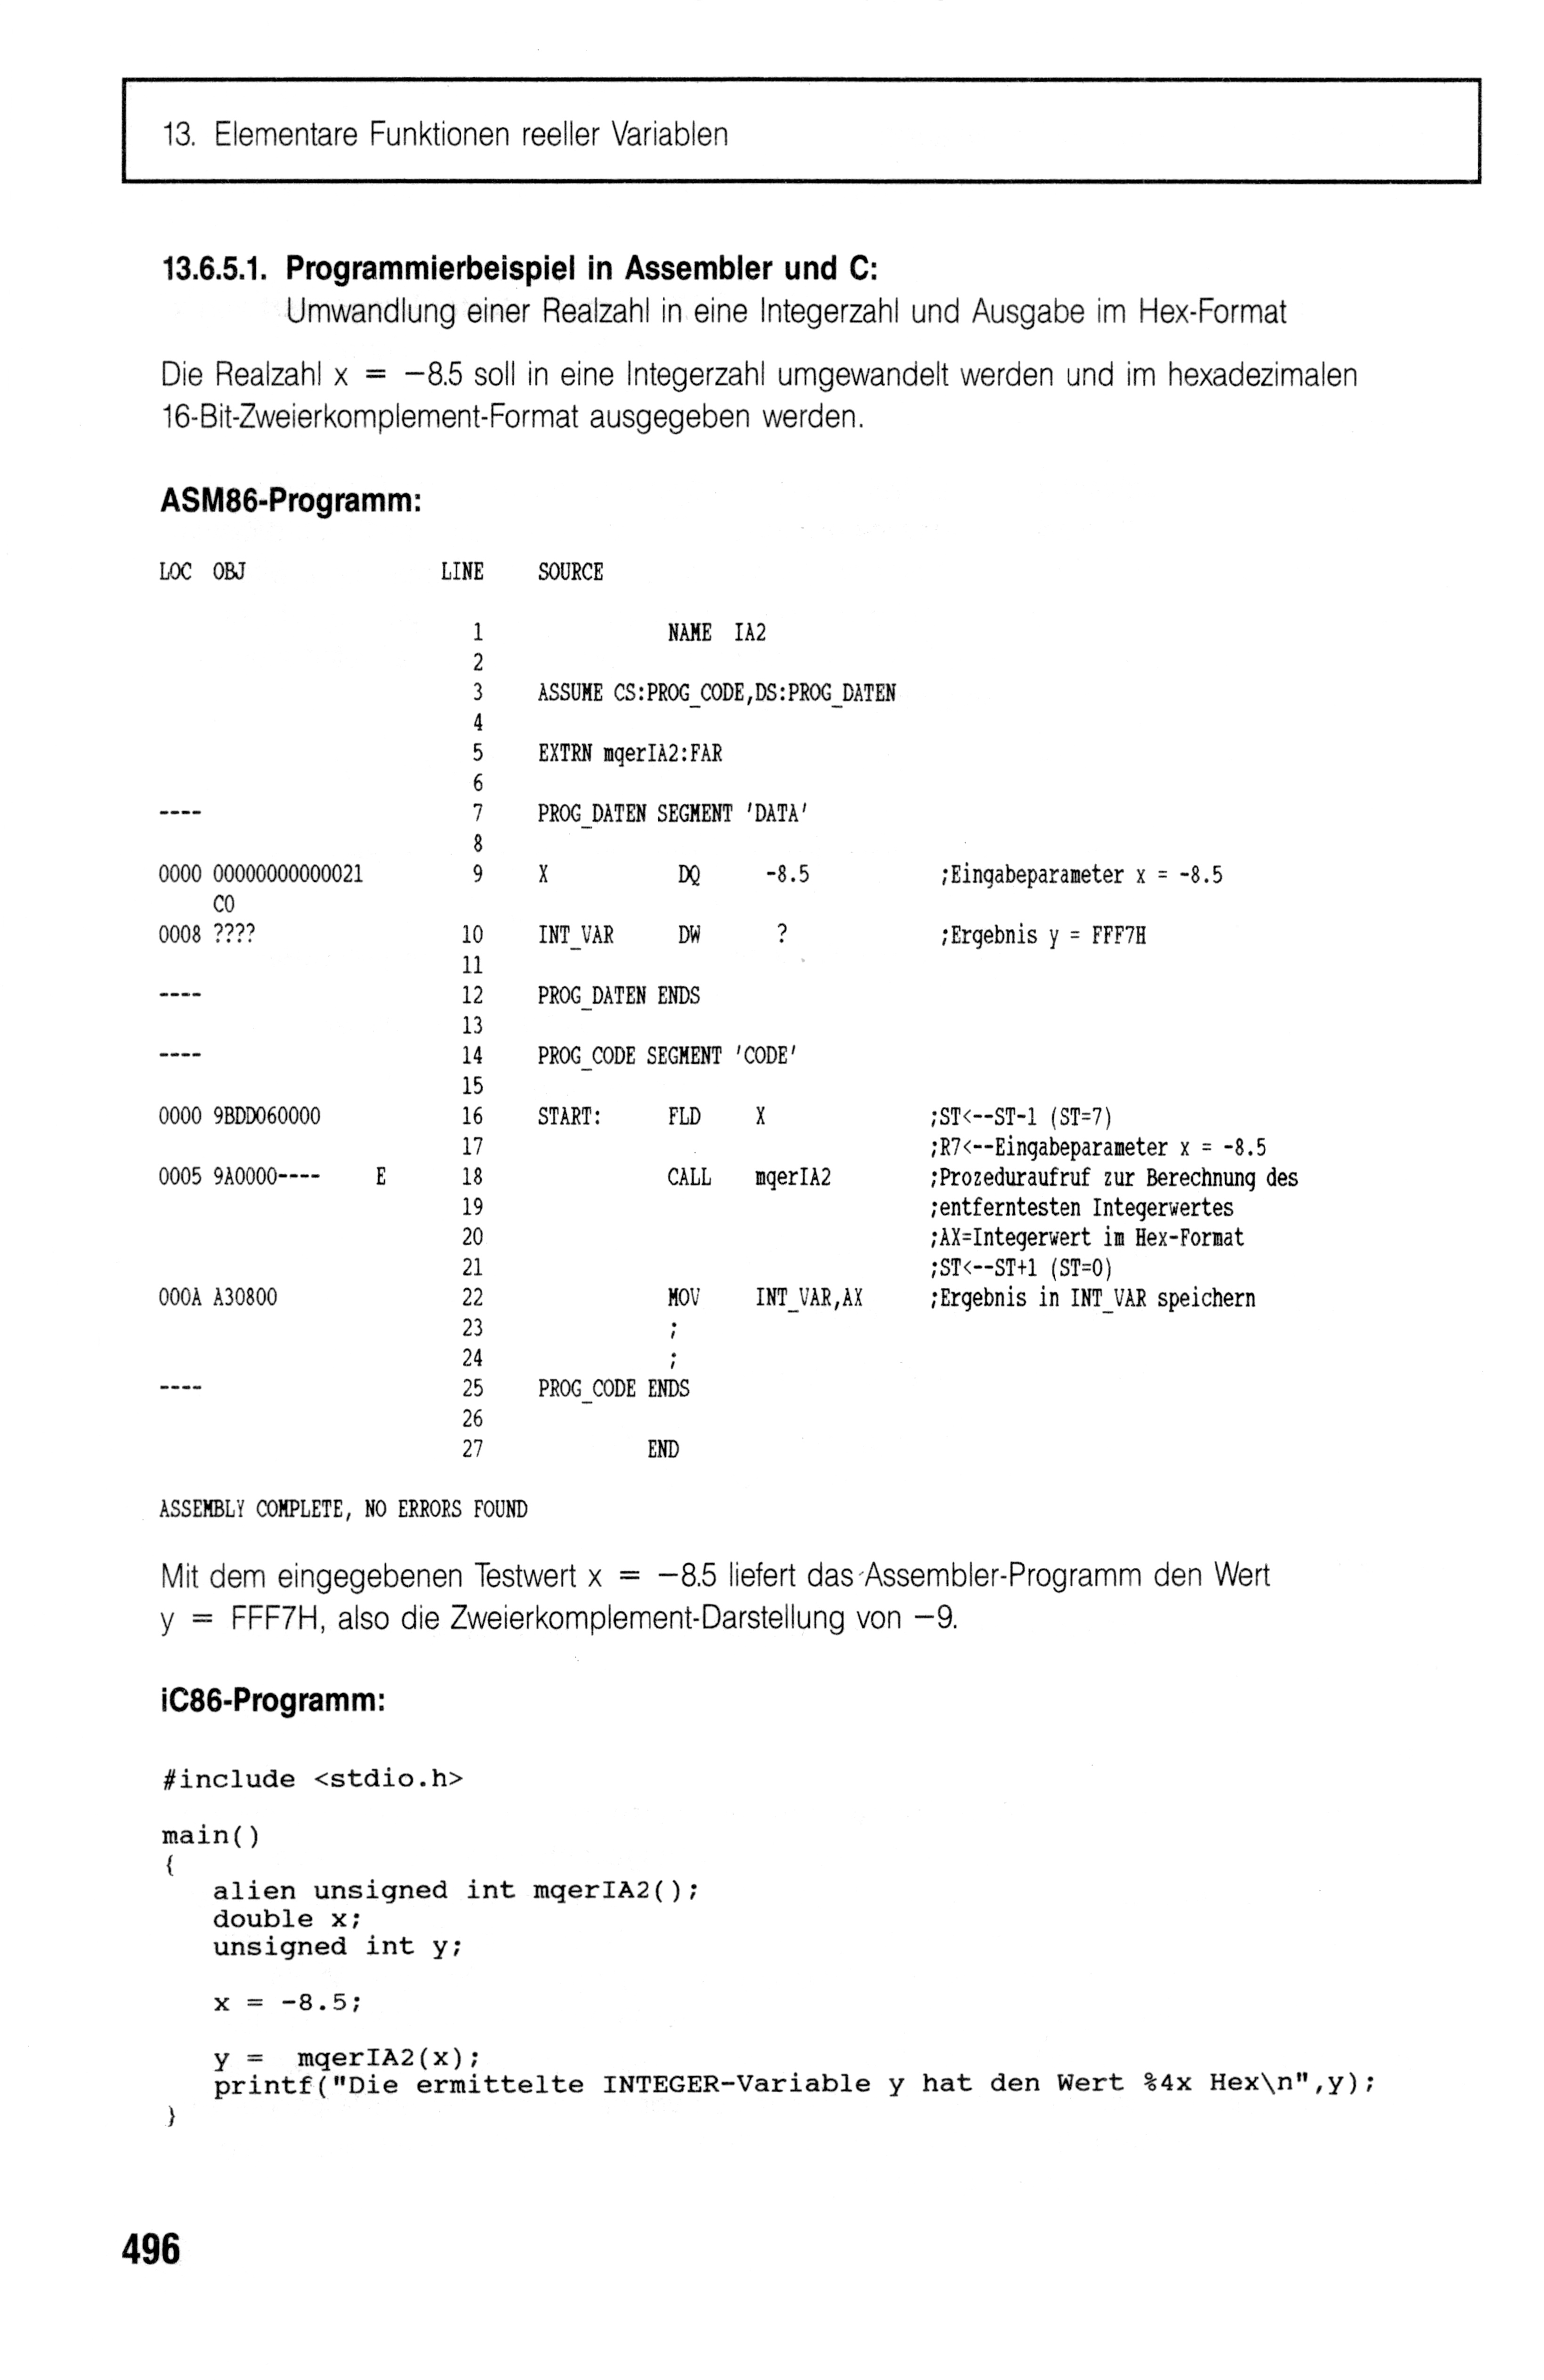 13. Elementare Funktionen reeller Variablen
13.6.5.1. Programmierbeispiel in Assembler und C:
Umwandlung einer Realzahl in eine Integerzahl und Ausgabe im Hex-Format
Die Realzahl x = −8.5 soll in eine Integerzahl umgewandelt werden und im hexadezimalen
16-Bit-Zweierkomplement-Format ausgegeben werden.
ASM86-Programm:
LOC OBJ LINE SOURCE
1 NAME IA2
2
3 ASSUME CS:PROG_CODE,DS:PROG_DATEN
4
5 EXTRN mqerIA2:FAR
6
---- 7 PROG_DATEN SEGMENT 'DATA'
8
0000 00000000000021 9 X DQ -8.5 ;Eingabeparameter x = -8.5
C0
0008 ???? 10 INT_VAR DW ? ;Ergebnis y = FFF7H
11
---- 12 PROG_DATEN ENDS
13
---- 14 PROG_CODE SEGMENT 'CODE'
15
0000 9BDD060000 16 START: FLD X ;ST<--ST-1 (ST=7)
17 ;R7<--Eingabeparameter x = -8.5
0005 9A0000---- E 18 CALL mqerIA2 ;Prozeduraufruf zur Berechnung des
19 ;entferntesten Integerwertes
20 ;AX=Integerwert im Hex-Format
21 ;ST<--ST+1 (ST=0)
000A A30800 22 MOV INT_VAR,AX ;Ergebnis in INT_VAR speichern
23 ;
24 ;
---- 25 PROG_CODE ENDS
26
27 END
ASSEMBLY COMPLETE, NO ERRORS FOUND
Mit dem eingegebenen Testwert x = −8.5 liefert das Assembler-Programm den Wert
y = FFF7H, also die Zweierkomplement-Darstellung von −9.
iC86-Programm:
#include <stdio.h>
main()
{
alien unsigned int mqerIA2();
double x;
unsigned int y;
x = -8.5;
y = mqerIA2(x);
printf("Die ermittelte INTEGER-Variable y hat den Wert %4x Hex\n",y);
}
496